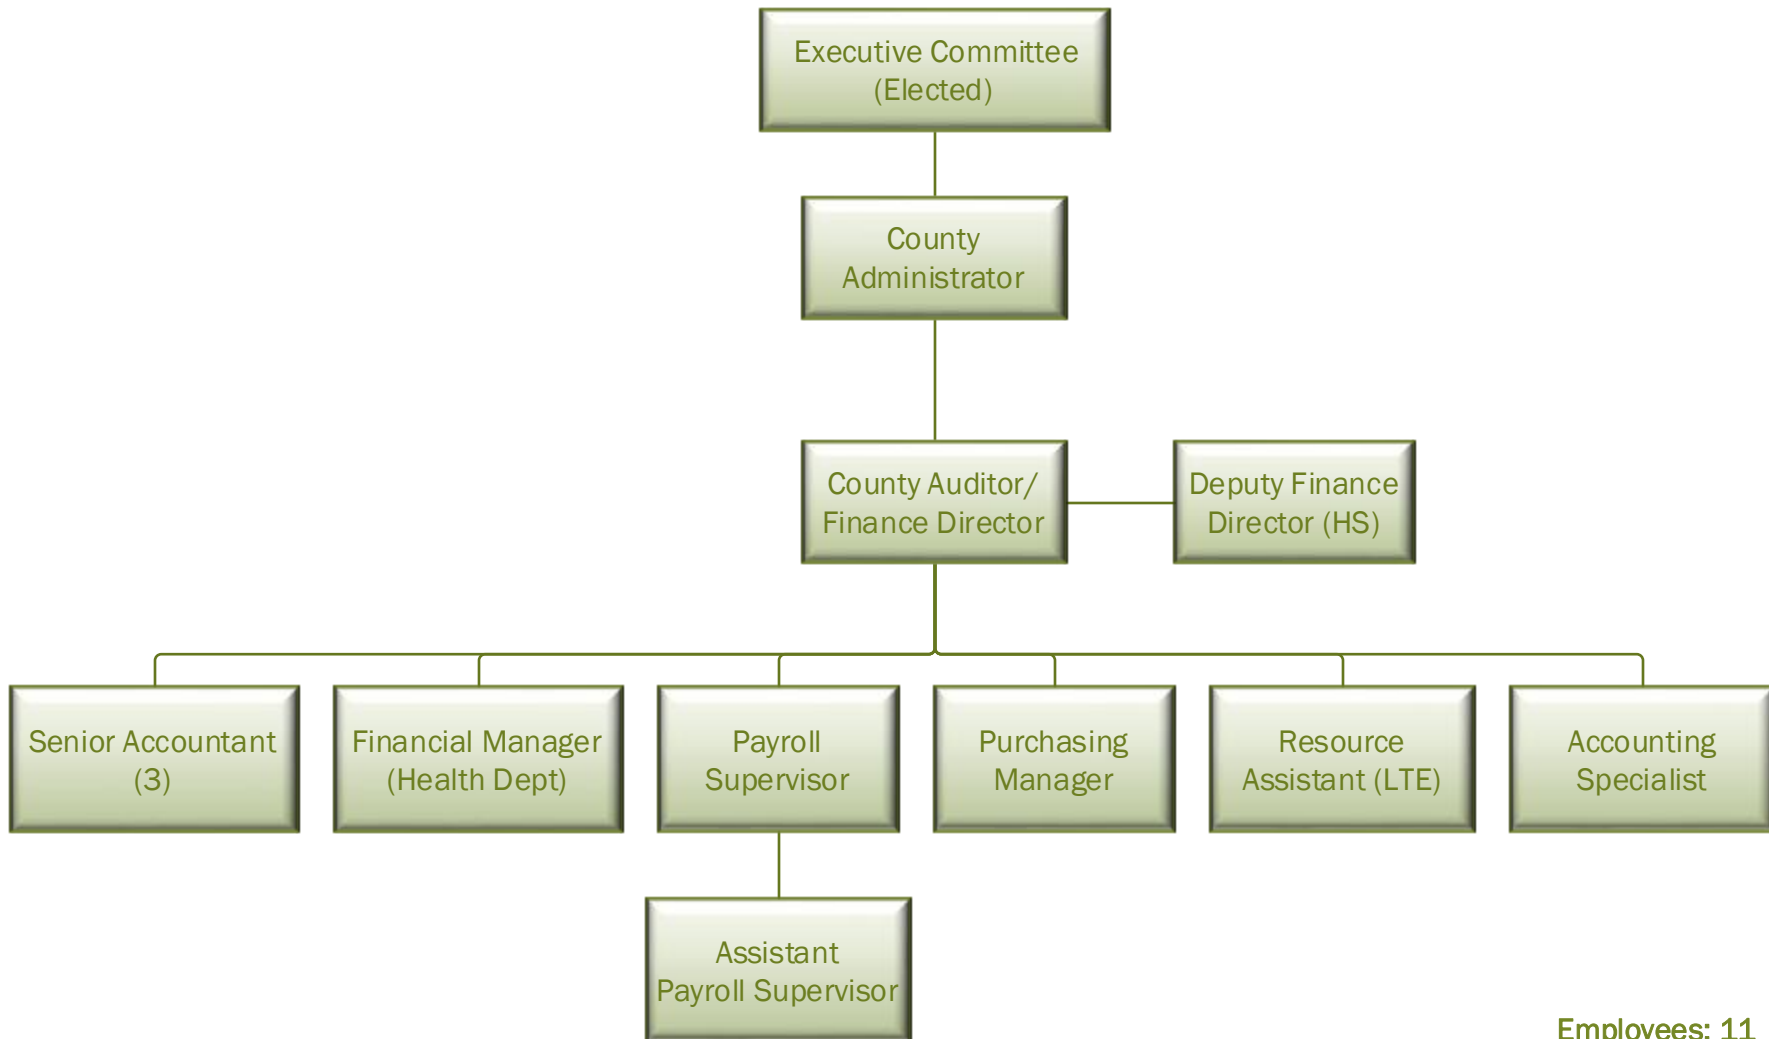 Executive Committee
(Elected)
County
Administrator
County Auditor/
Finance Director
Deputy Finance
Director (HS)
Senior Accountant
(3)
Financial Manager
(Health Dept)
Payroll
Supervisor
Purchasing
Manager
Resource
Assistant (LTE)
Accounting
Specialist
Assistant
Payroll Supervisor
Employees: 11